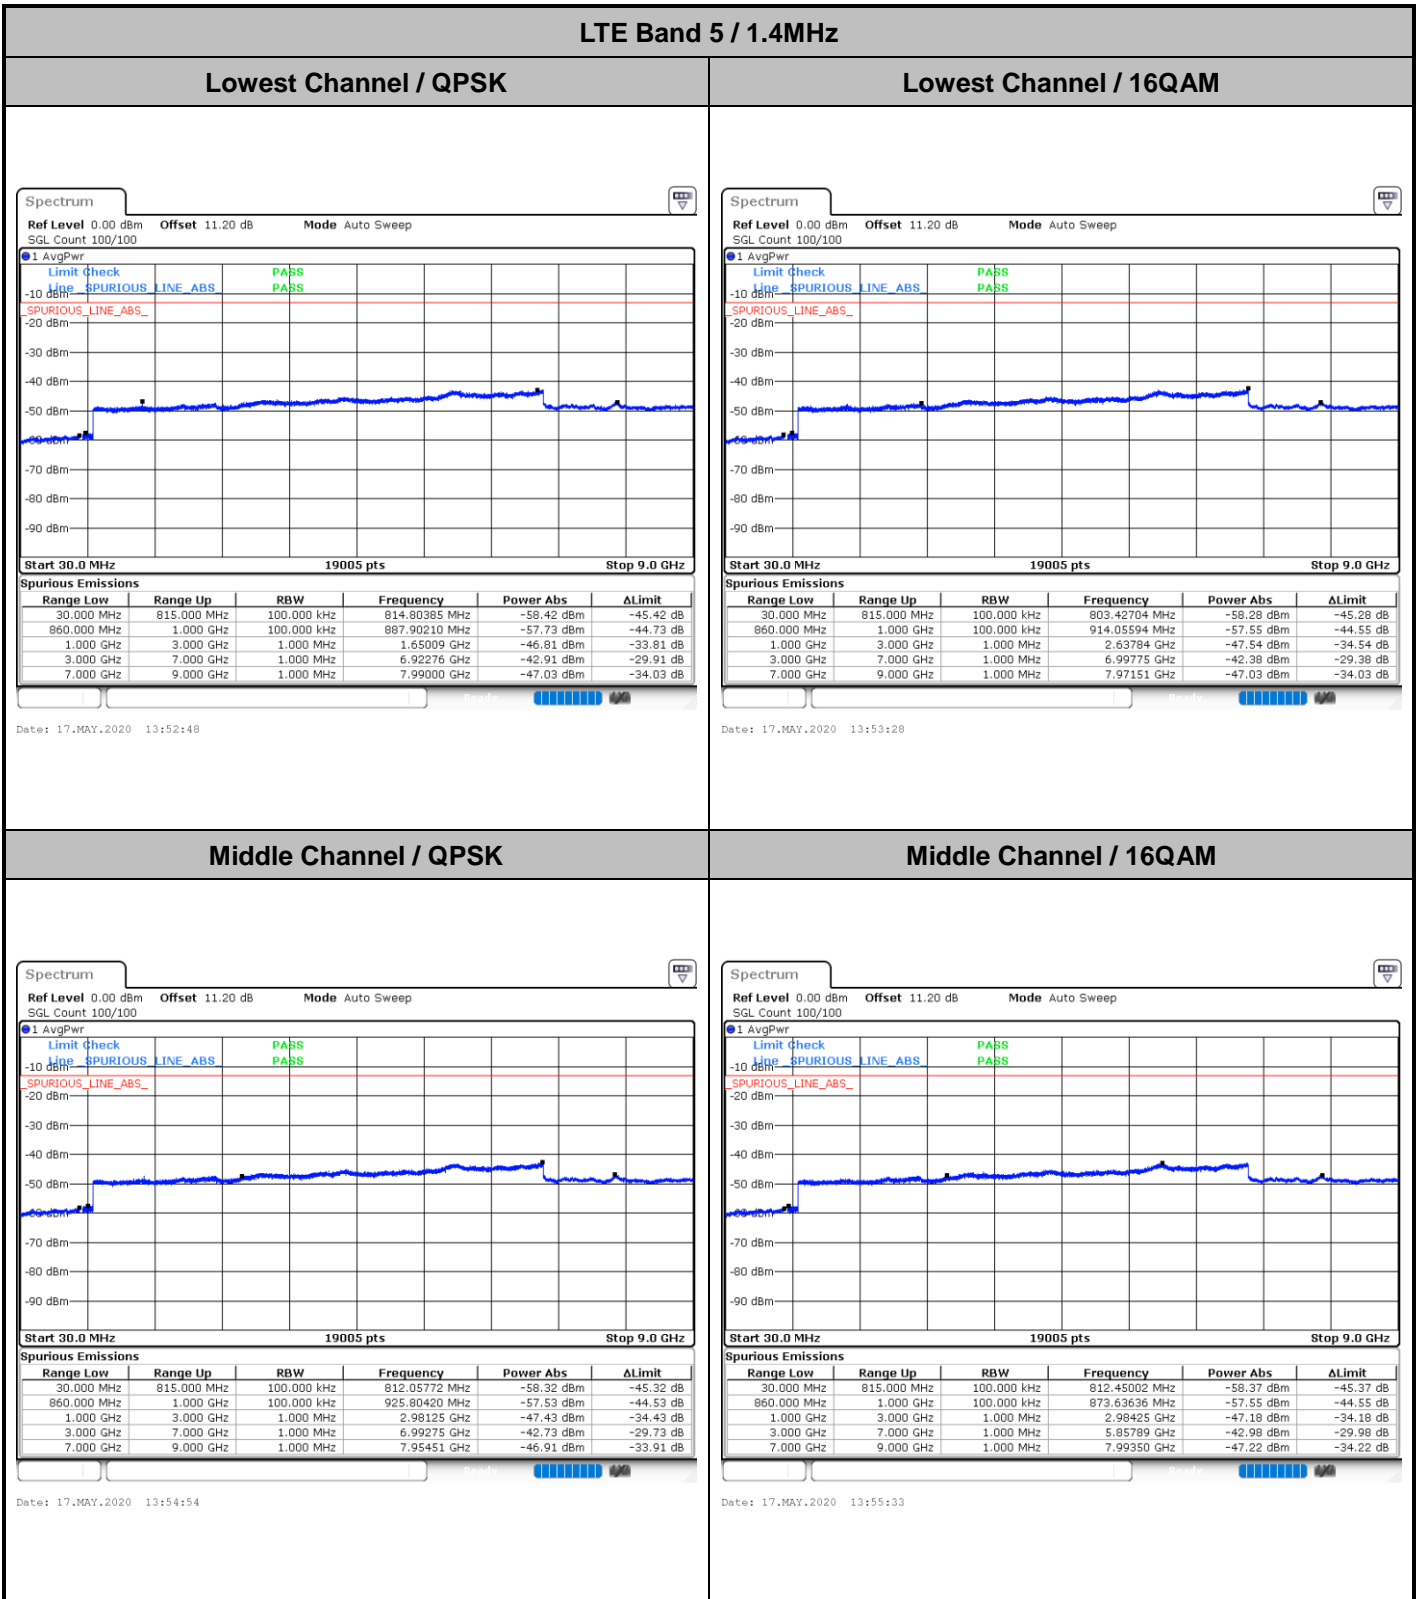 LTE Band 5 / 1.4MHz
Lowest Channel / QPSK
Lowest Channel / 16QAM
Spectrum
Ref Level 0.00 dBm Offset 11.20 dB Mode Auto Sweep
SGL Count 100/100
1 AvgPwr
Limit Check PASS
Line _SPURIOUS_LINE_ABS_ PASS
-10 dBm
_SPURIOUS_LINE_ABS_
-20 dBm
-30 dBm
-40 dBm
-50 dBm
-60 dBm
-70 dBm
-80 dBm
-90 dBm
Start 30.0 MHz 19005 pts Stop 9.0 GHz
Spurious Emissions
Range Low Range Up RBW Frequency Power Abs ΔLimit
30.000 MHz 815.000 MHz 100.000 kHz 814.80385 MHz -58.42 dBm -45.42 dB
860.000 MHz 1.000 GHz 100.000 kHz 887.90210 MHz -57.73 dBm -44.73 dB
1.000 GHz 3.000 GHz 1.000 MHz 1.65009 GHz -46.81 dBm -33.81 dB
3.000 GHz 7.000 GHz 1.000 MHz 6.92276 GHz -42.91 dBm -29.91 dB
7.000 GHz 9.000 GHz 1.000 MHz 7.99000 GHz -47.03 dBm -34.03 dB
Ready
Date: 17.MAY.2020 13:52:48
Spectrum
Ref Level 0.00 dBm Offset 11.20 dB Mode Auto Sweep
SGL Count 100/100
1 AvgPwr
Limit Check PASS
Line _SPURIOUS_LINE_ABS_ PASS
-10 dBm
_SPURIOUS_LINE_ABS_
-20 dBm
-30 dBm
-40 dBm
-50 dBm
-60 dBm
-70 dBm
-80 dBm
-90 dBm
Start 30.0 MHz 19005 pts Stop 9.0 GHz
Spurious Emissions
Range Low Range Up RBW Frequency Power Abs ΔLimit
30.000 MHz 815.000 MHz 100.000 kHz 803.42704 MHz -58.28 dBm -45.28 dB
860.000 MHz 1.000 GHz 100.000 kHz 914.05594 MHz -57.55 dBm -44.55 dB
1.000 GHz 3.000 GHz 1.000 MHz 2.63784 GHz -47.54 dBm -34.54 dB
3.000 GHz 7.000 GHz 1.000 MHz 6.99775 GHz -42.38 dBm -29.38 dB
7.000 GHz 9.000 GHz 1.000 MHz 7.97151 GHz -47.03 dBm -34.03 dB
Ready
Date: 17.MAY.2020 13:53:28
Middle Channel / QPSK
Middle Channel / 16QAM
Spectrum
Ref Level 0.00 dBm Offset 11.20 dB Mode Auto Sweep
SGL Count 100/100
1 AvgPwr
Limit Check PASS
Line _SPURIOUS_LINE_ABS_ PASS
-10 dBm
_SPURIOUS_LINE_ABS_
-20 dBm
-30 dBm
-40 dBm
-50 dBm
-60 dBm
-70 dBm
-80 dBm
-90 dBm
Start 30.0 MHz 19005 pts Stop 9.0 GHz
Spurious Emissions
Range Low Range Up RBW Frequency Power Abs ΔLimit
30.000 MHz 815.000 MHz 100.000 kHz 812.05772 MHz -58.32 dBm -45.32 dB
860.000 MHz 1.000 GHz 100.000 kHz 925.80420 MHz -57.53 dBm -44.53 dB
1.000 GHz 3.000 GHz 1.000 MHz 2.98125 GHz -47.43 dBm -34.43 dB
3.000 GHz 7.000 GHz 1.000 MHz 6.99275 GHz -42.73 dBm -29.73 dB
7.000 GHz 9.000 GHz 1.000 MHz 7.95451 GHz -46.91 dBm -33.91 dB
Ready
Date: 17.MAY.2020 13:54:54
Spectrum
Ref Level 0.00 dBm Offset 11.20 dB Mode Auto Sweep
SGL Count 100/100
1 AvgPwr
Limit Check PASS
Line _SPURIOUS_LINE_ABS_ PASS
-10 dBm
_SPURIOUS_LINE_ABS_
-20 dBm
-30 dBm
-40 dBm
-50 dBm
-60 dBm
-70 dBm
-80 dBm
-90 dBm
Start 30.0 MHz 19005 pts Stop 9.0 GHz
Spurious Emissions
Range Low Range Up RBW Frequency Power Abs ΔLimit
30.000 MHz 815.000 MHz 100.000 kHz 812.45002 MHz -58.37 dBm -45.37 dB
860.000 MHz 1.000 GHz 100.000 kHz 873.63636 MHz -57.55 dBm -44.55 dB
1.000 GHz 3.000 GHz 1.000 MHz 2.98425 GHz -47.18 dBm -34.18 dB
3.000 GHz 7.000 GHz 1.000 MHz 5.85789 GHz -42.98 dBm -29.98 dB
7.000 GHz 9.000 GHz 1.000 MHz 7.99350 GHz -47.22 dBm -34.22 dB
Ready
Date: 17.MAY.2020 13:55:33